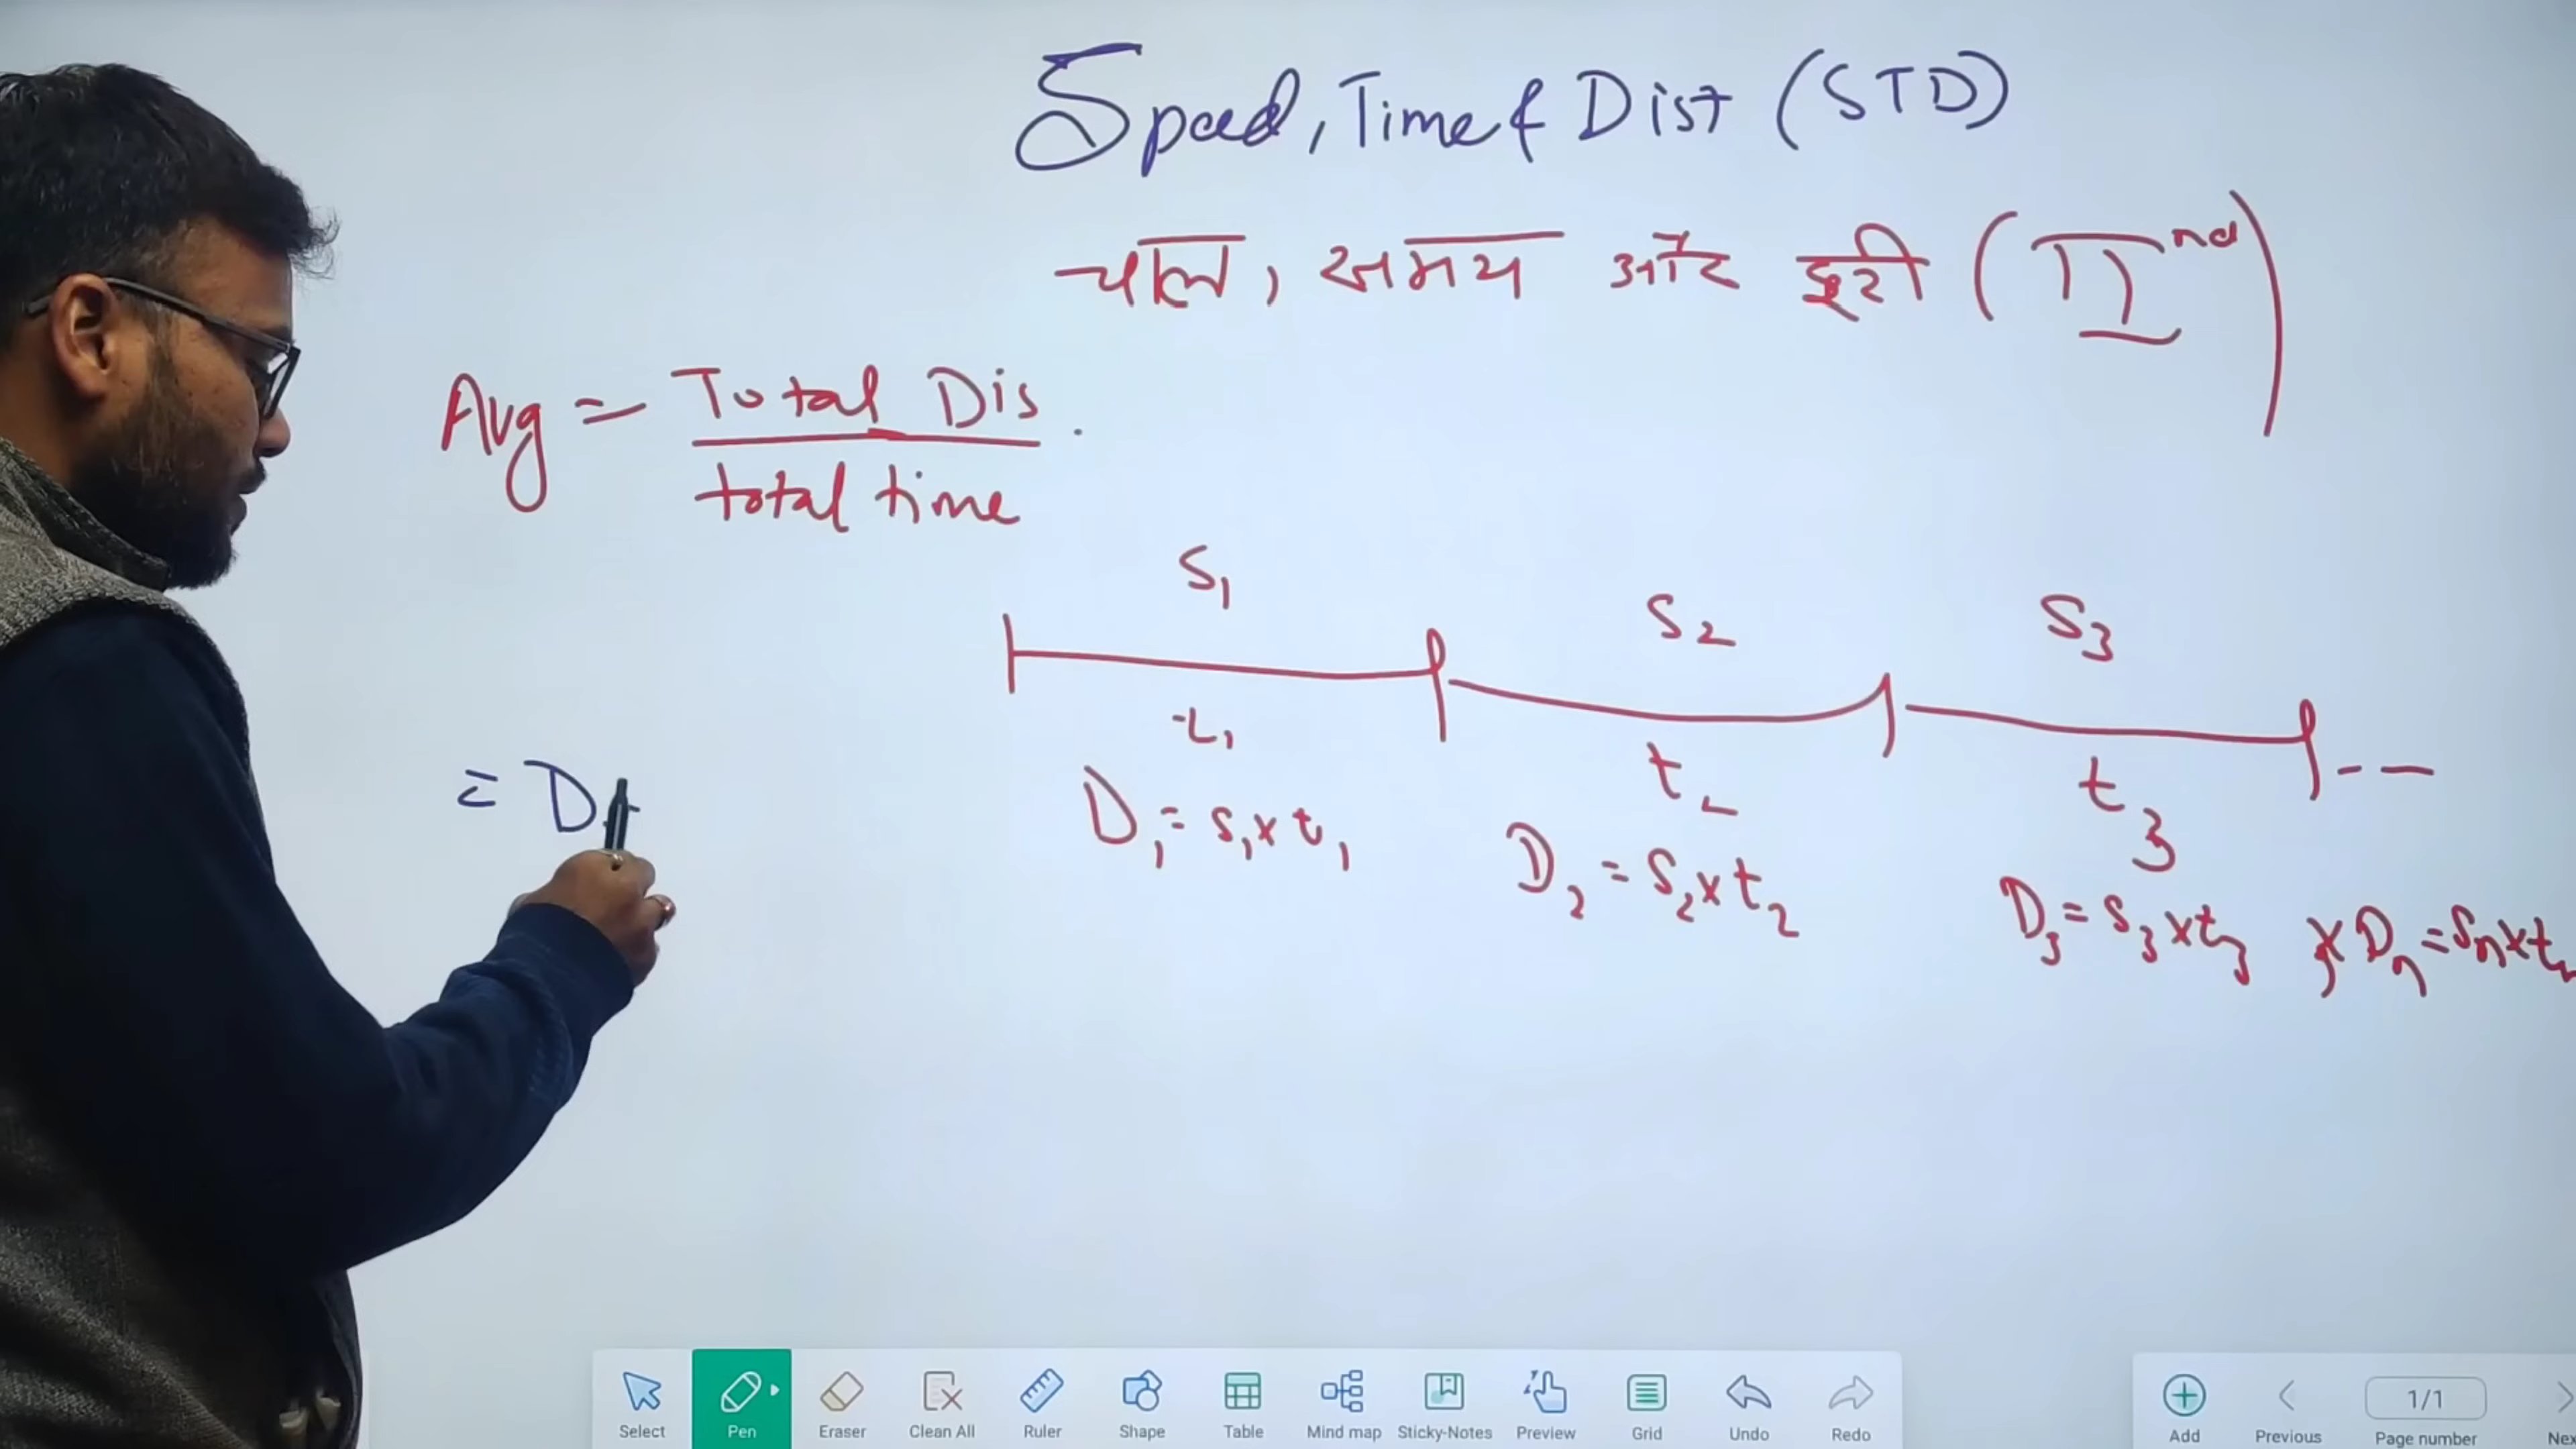 Speed, Time & Dist (STD)
चाल, समय और दूरी (IInd)
Avg = Total Dis.
total time
S1 S2 S3
t1 t2 t3 --
= D1
D1 = S1 x t1 D2 = S2 x t2 D3 = S3 x t3 Dn = Sn x tn
Select Pen Eraser Clean All Ruler Shape Table Mind map Sticky-Notes Preview Grid Undo Redo Add Previous 1/1 Page number